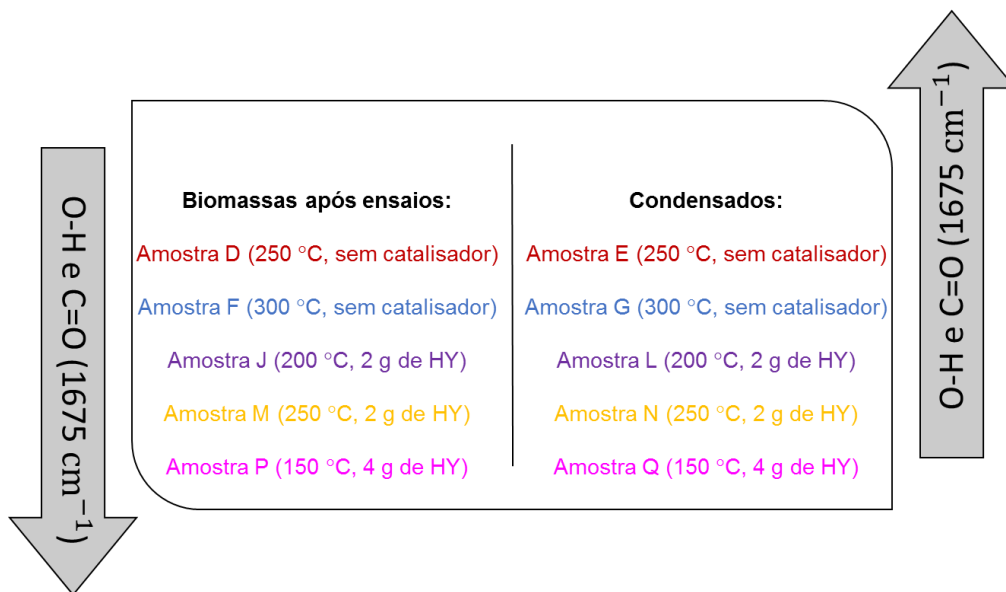 O-H e C=O (1675 cm⁻¹)
Biomassas após ensaios:
Amostra D (250 °C, sem catalisador)
Amostra F (300 °C, sem catalisador)
Amostra J (200 °C, 2 g de HY)
Amostra M (250 °C, 2 g de HY)
Amostra P (150 °C, 4 g de HY)
Condensados:
Amostra E (250 °C, sem catalisador)
Amostra G (300 °C, sem catalisador)
Amostra L (200 °C, 2 g de HY)
Amostra N (250 °C, 2 g de HY)
Amostra Q (150 °C, 4 g de HY)
O-H e C=O (1675 cm⁻¹)